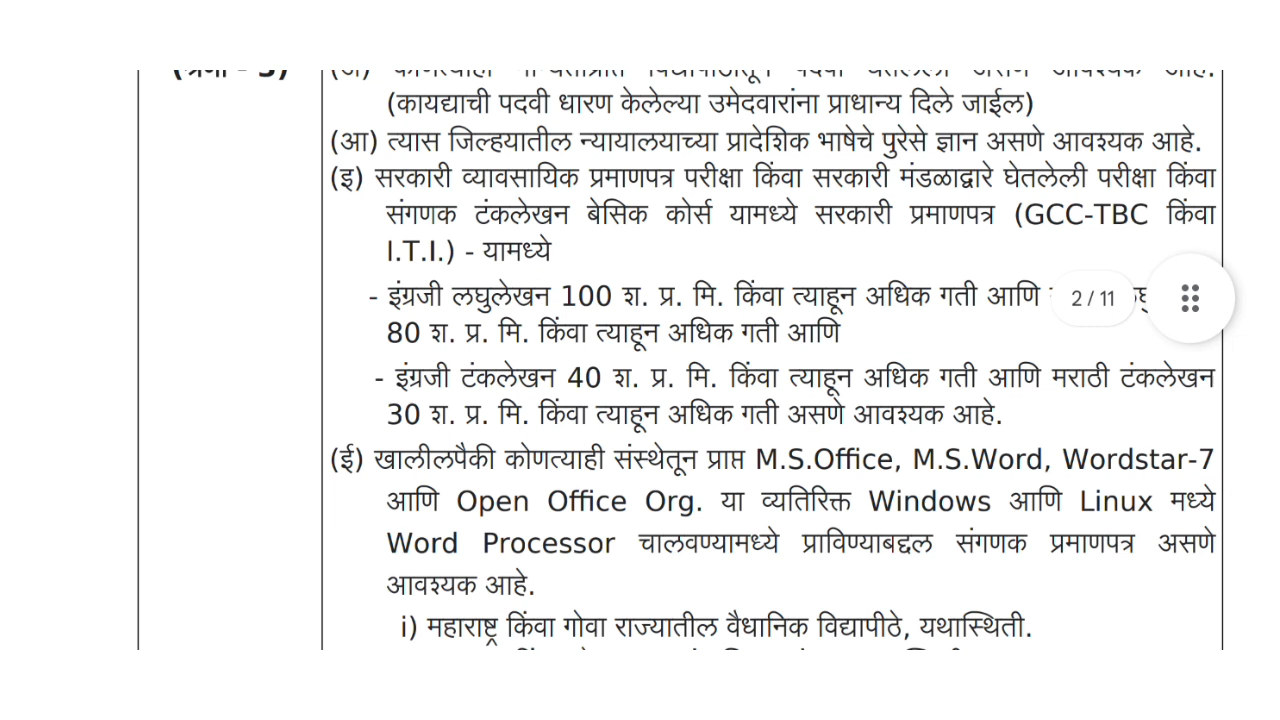 (कायद्याची पदवी धारण केलेल्या उमेदवारांना प्राधान्य दिले जाईल)
(आ) त्यास जिल्हयातील न्यायालयाच्या प्रादेशिक भाषेचे पुरेसे ज्ञान असणे आवश्यक आहे.
(इ) सरकारी व्यावसायिक प्रमाणपत्र परीक्षा किंवा सरकारी मंडळाद्वारे घेतलेली परीक्षा किंवा
संगणक टंकलेखन बेसिक कोर्स यामध्ये सरकारी प्रमाणपत्र (GCC-TBC किंवा
I.T.I.) - यामध्ये
- इंग्रजी लघुलेखन 100 श. प्र. मि. किंवा त्याहून अधिक गती आणि
2 / 11
80 श. प्र. मि. किंवा त्याहून अधिक गती आणि
- इंग्रजी टंकलेखन 40 श. प्र. मि. किंवा त्याहून अधिक गती आणि मराठी टंकलेखन
30 श. प्र. मि. किंवा त्याहून अधिक गती असणे आवश्यक आहे.
(ई) खालीलपैकी कोणत्याही संस्थेतून प्राप्त M.S.Office, M.S.Word, Wordstar-7
आणि Open Office Org. या व्यतिरिक्त Windows आणि Linux मध्ये
Word Processor चालवण्यामध्ये प्राविण्याबद्दल संगणक प्रमाणपत्र असणे
आवश्यक आहे.
i) महाराष्ट्र किंवा गोवा राज्यातील वैधानिक विद्यापीठे, यथास्थिती.